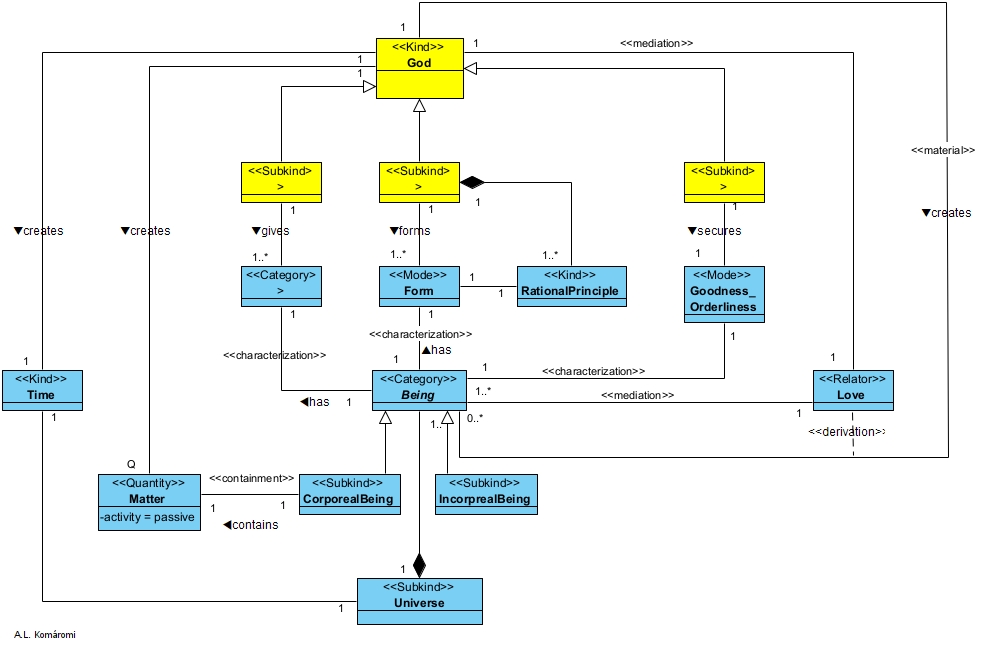 1
<<Kind>>
God
1
<<mediation>>
1
1
<<material>>
▼creates
<<Subkind>>
>
1
<<Subkind>>
>
1
1
<<Subkind>>
>
1
▼creates
▼creates
▼gives
▼forms
▼secures
1..*
1..*
1..*
1
<<Category>>
>
1
<<Mode>>
Form
1
1
1
<<Kind>>
RationalPrinciple
<<Mode>>
Goodness_
Orderliness
1
<<characterization>>
▲has
<<characterization>>
1
1
<<characterization>>
1
1
<<Kind>>
Time
1
<<Category>>
Being
◀has
1
1..*
<<mediation>>
1
<<Relator>>
Love
0..*
1..
<<derivation>>
Q
<<Quantity>>
Matter
-activity = passive
<<containment>>
1
1
◀contains
<<Subkind>>
CorporealBeing
<<Subkind>>
IncorprealBeing
1
<<Subkind>>
Universe
1
A.L. Komáromi